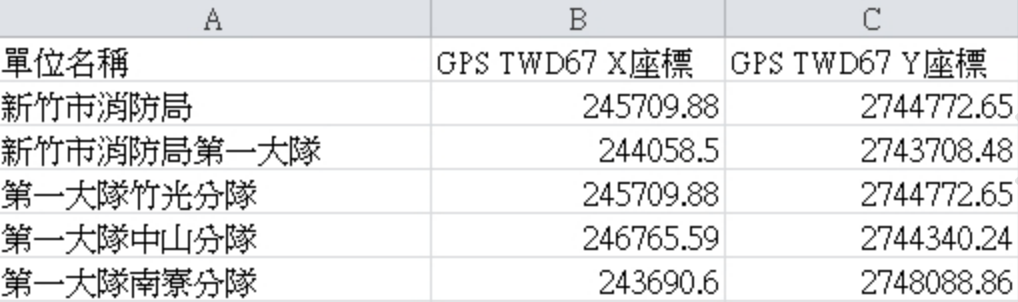 A B C
單位名稱 GPS TWD67 X座標 GPS TWD67 Y座標
新竹市消防局 245709.88 2744772.65
新竹市消防局第一大隊 244058.5 2743708.48
第一大隊竹光分隊 245709.88 2744772.65
第一大隊中山分隊 246765.59 2744340.24
第一大隊南寮分隊 243690.6 2748088.86